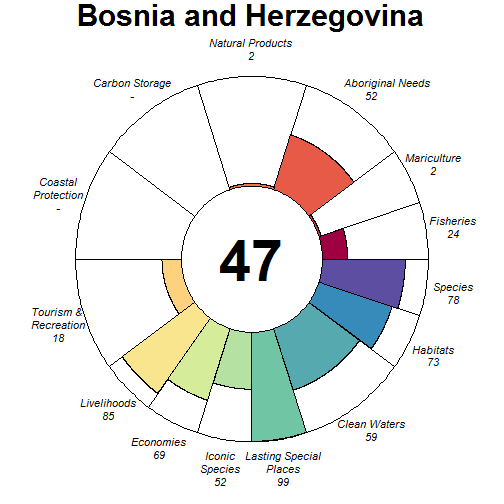 Bosnia and Herzegovina
Natural Products
2
Carbon Storage
-
Aboriginal Needs
52
Mariculture
2
Coastal
Protection
-
Fisheries
24
47
Species
78
Tourism &
Recreation
18
Habitats
73
Livelihoods
85
Clean Waters
59
Economies
69
Iconic
Species
52
Lasting Special
Places
99